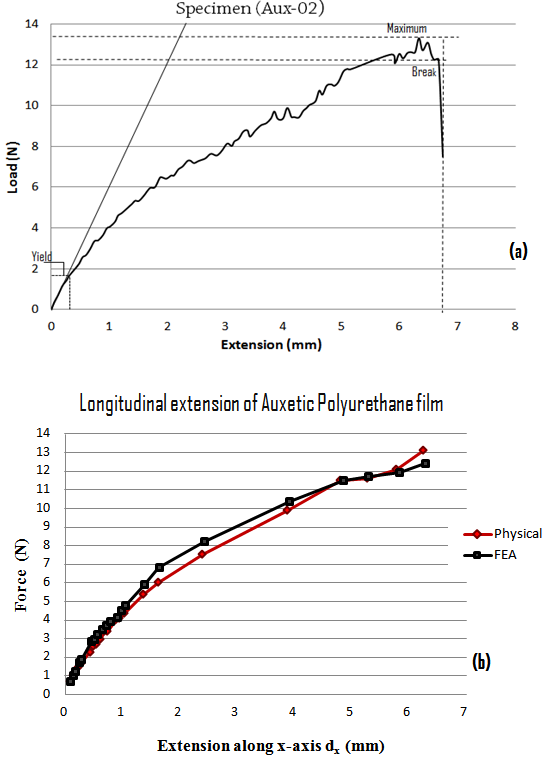 Specimen (Aux-02)
14
12
10
8
6
4
2
0
Load (N)
Maximum
Break
Yield
(a)
0 1 2 3 4 5 6 7 8
Extension (mm)
Longitudinal extension of Auxetic Polyurethane film
14
13
12
11
10
9
8
7
6
5
4
3
2
1
0
Force (N)
Physical
FEA
(b)
0 1 2 3 4 5 6 7
Extension along x-axis dx (mm)